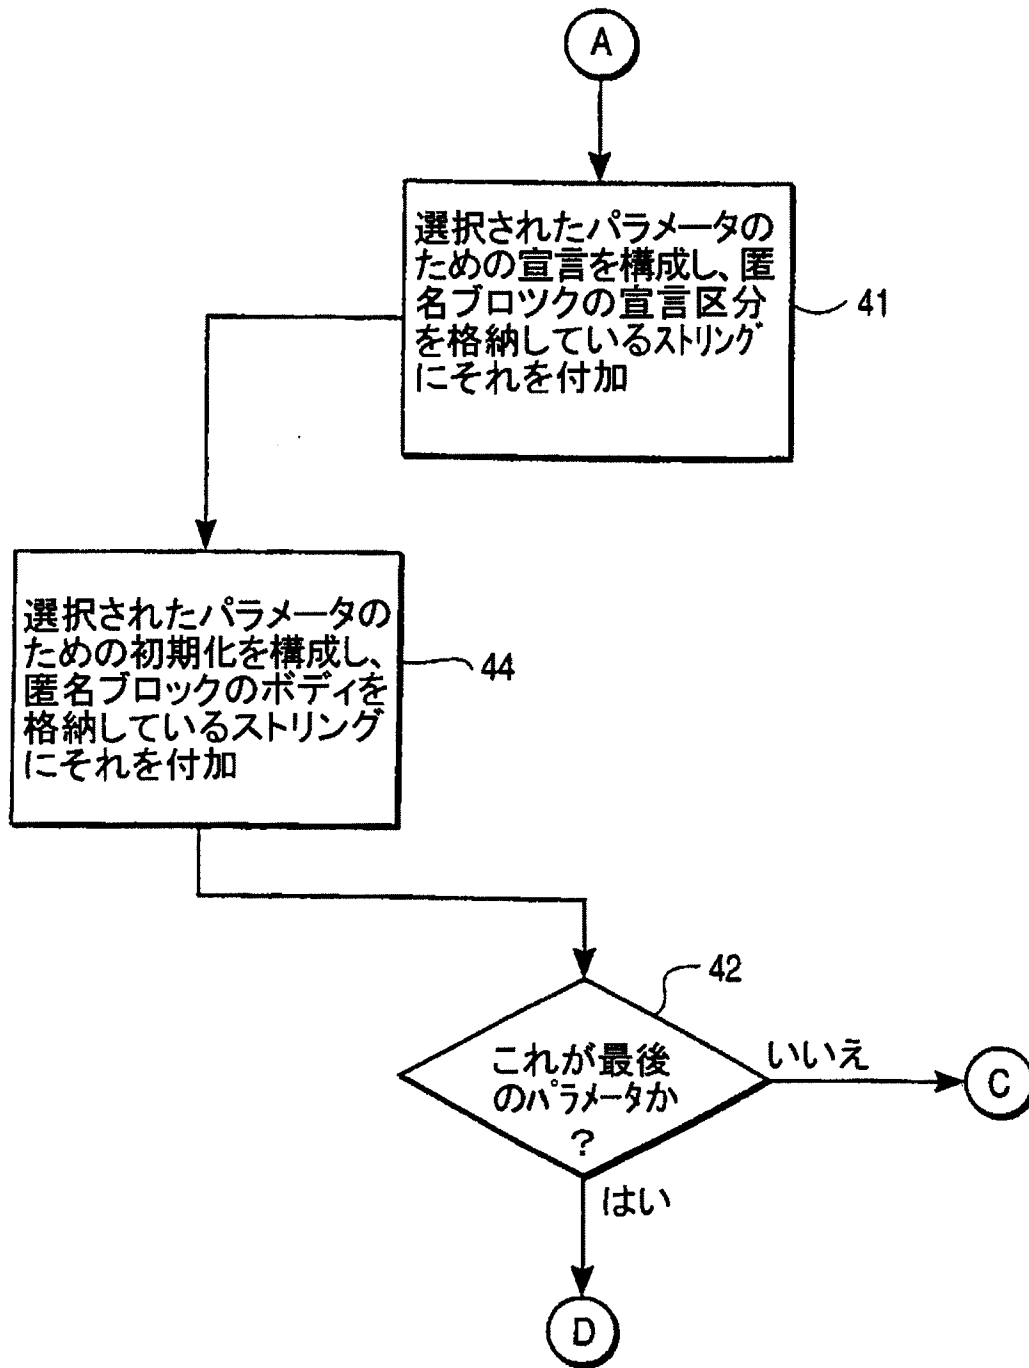 A
選択されたパラメータの
ための宣言を構成し、匿
名ブロツクの宣言区分
を格納しているストリング
にそれを付加
41
選択されたパラメータの
ための初期化を構成し、
匿名ブロックのボディを
格納しているストリング
にそれを付加
44
42
これが最後
のパラメータか
?
いいえ
C
はい
D